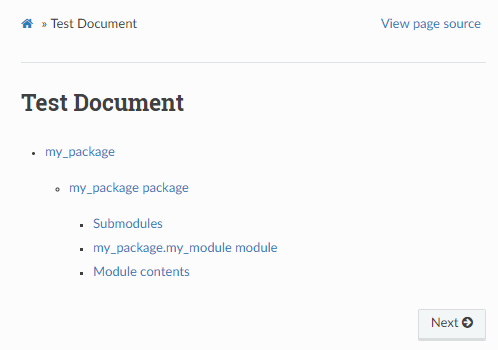 » Test Document View page source
Test Document
my_package
my_package package
Submodules
my_package.my_module module
Module contents
Next